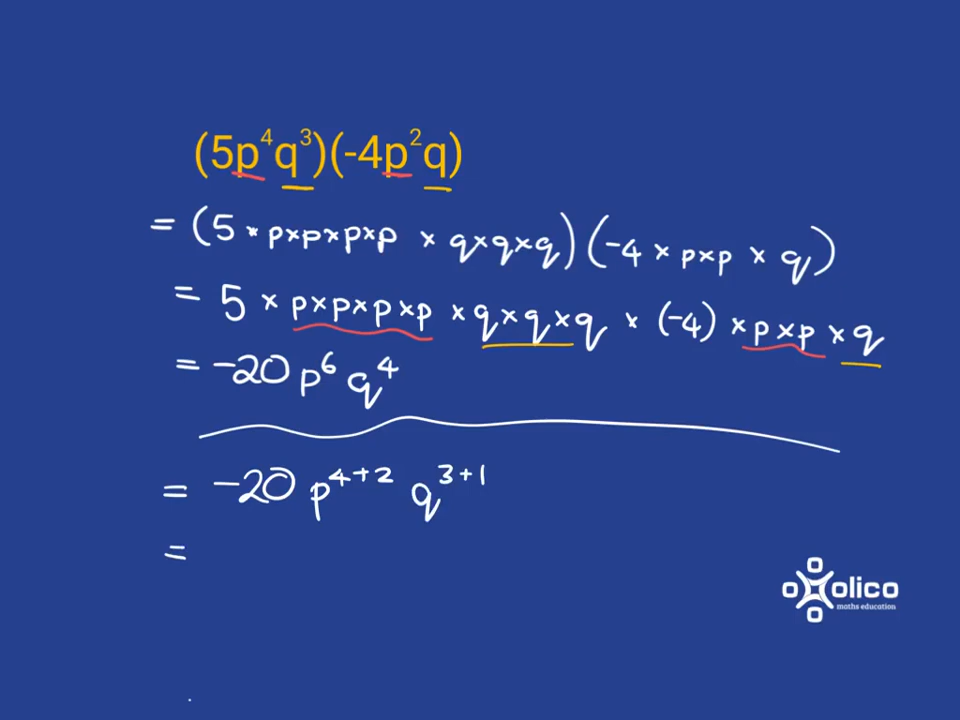 (5p⁴q³)(-4p²q)
= (5 × p×p×p×p × q×q×q)(-4 × p×p × q)
= 5 × p×p×p×p × q×q×q × (-4) × p×p × q
= -20 p⁶ q⁴
= -20 p⁴⁺² q³⁺¹
=
olico
maths education